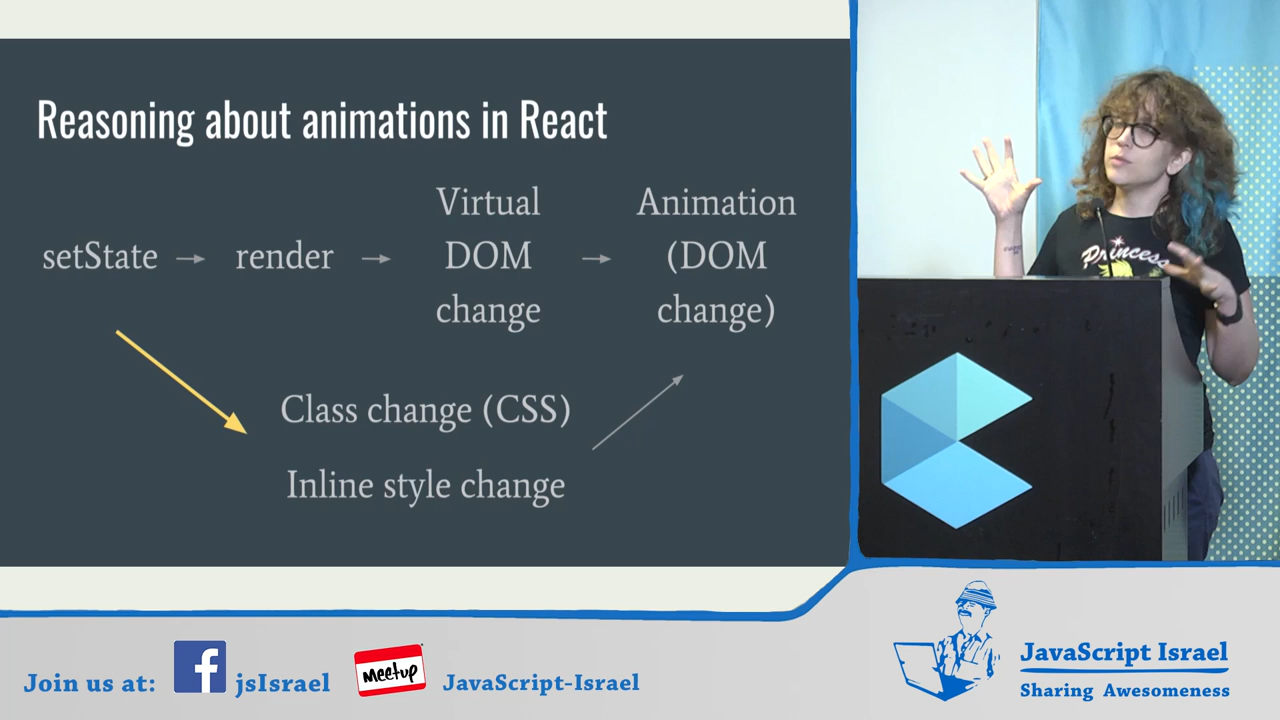 Reasoning about animations in React
setState → render → Virtual DOM change → Animation (DOM change)
Class change (CSS)
Inline style change
Princess
Join us at:
f jsIsrael
meetup JavaScript-Israel
JavaScript Israel
Sharing Awesomeness